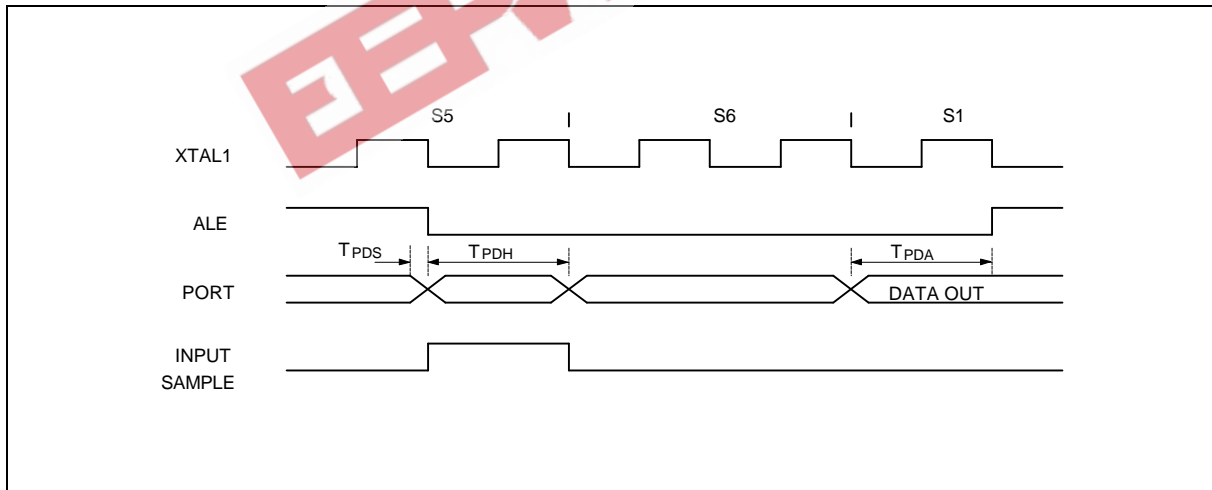 S5 S6 S1
XTAL1
ALE
TPDS TPDH TPDA
PORT DATA OUT
INPUT
SAMPLE